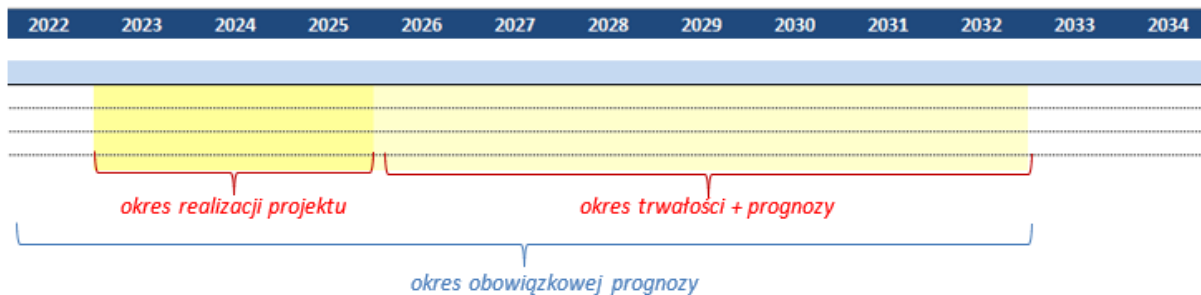 2022 2023 2024 2025 2026 2027 2028 2029 2030 2031 2032 2033 2034
okres realizacji projektu okres trwałości + prognozy
okres obowiązkowej prognozy